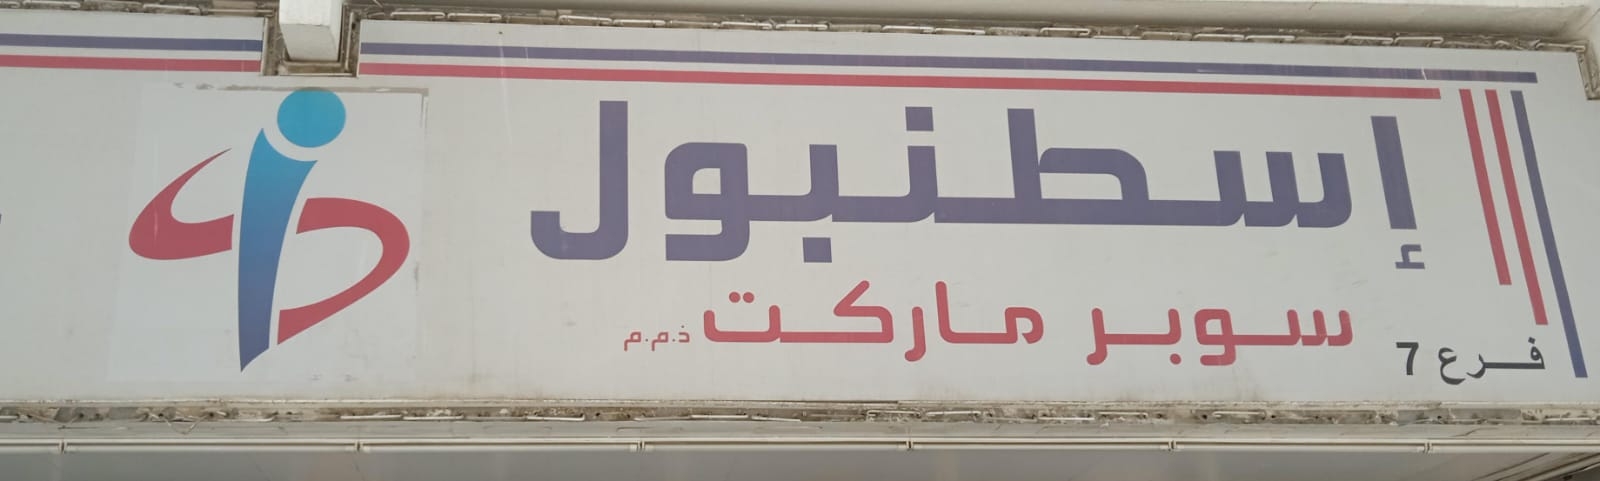 إسطنبول
سوبر ماركت ذ.م.م
فرع 7